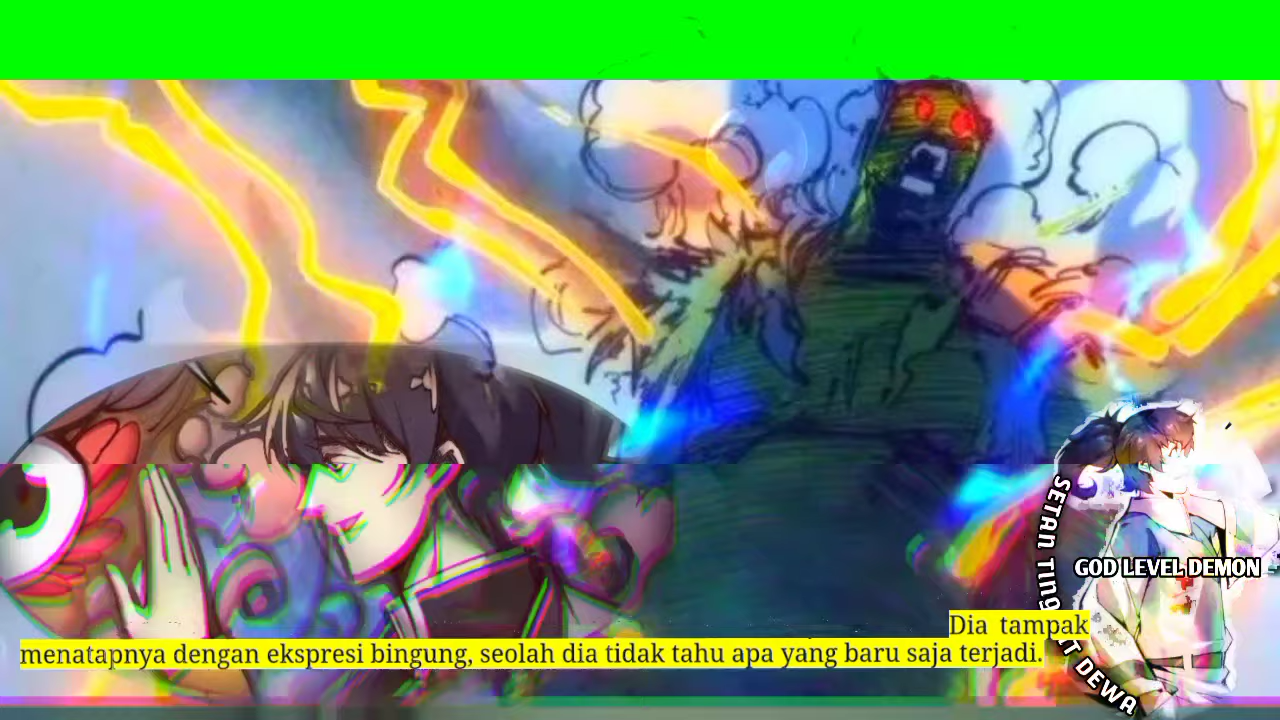 Dia tampak
menatapnya dengan ekspresi bingung, seolah dia tidak tahu apa yang baru saja terjadi.
GOD LEVEL DEMON
SETAN TINGKAT DEWA